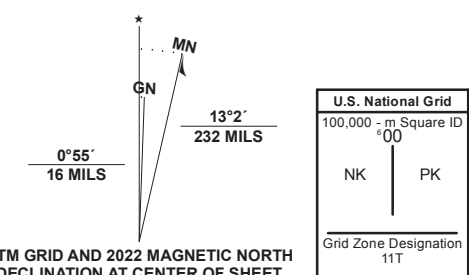 ★
MN
GN
13°2´
232 MILS
0°55´
16 MILS
TM GRID AND 2022 MAGNETIC NORTH
DECLINATION AT CENTER OF SHEET
U.S. National Grid
100,000 - m Square ID
⁶00
NK PK
Grid Zone Designation
11T